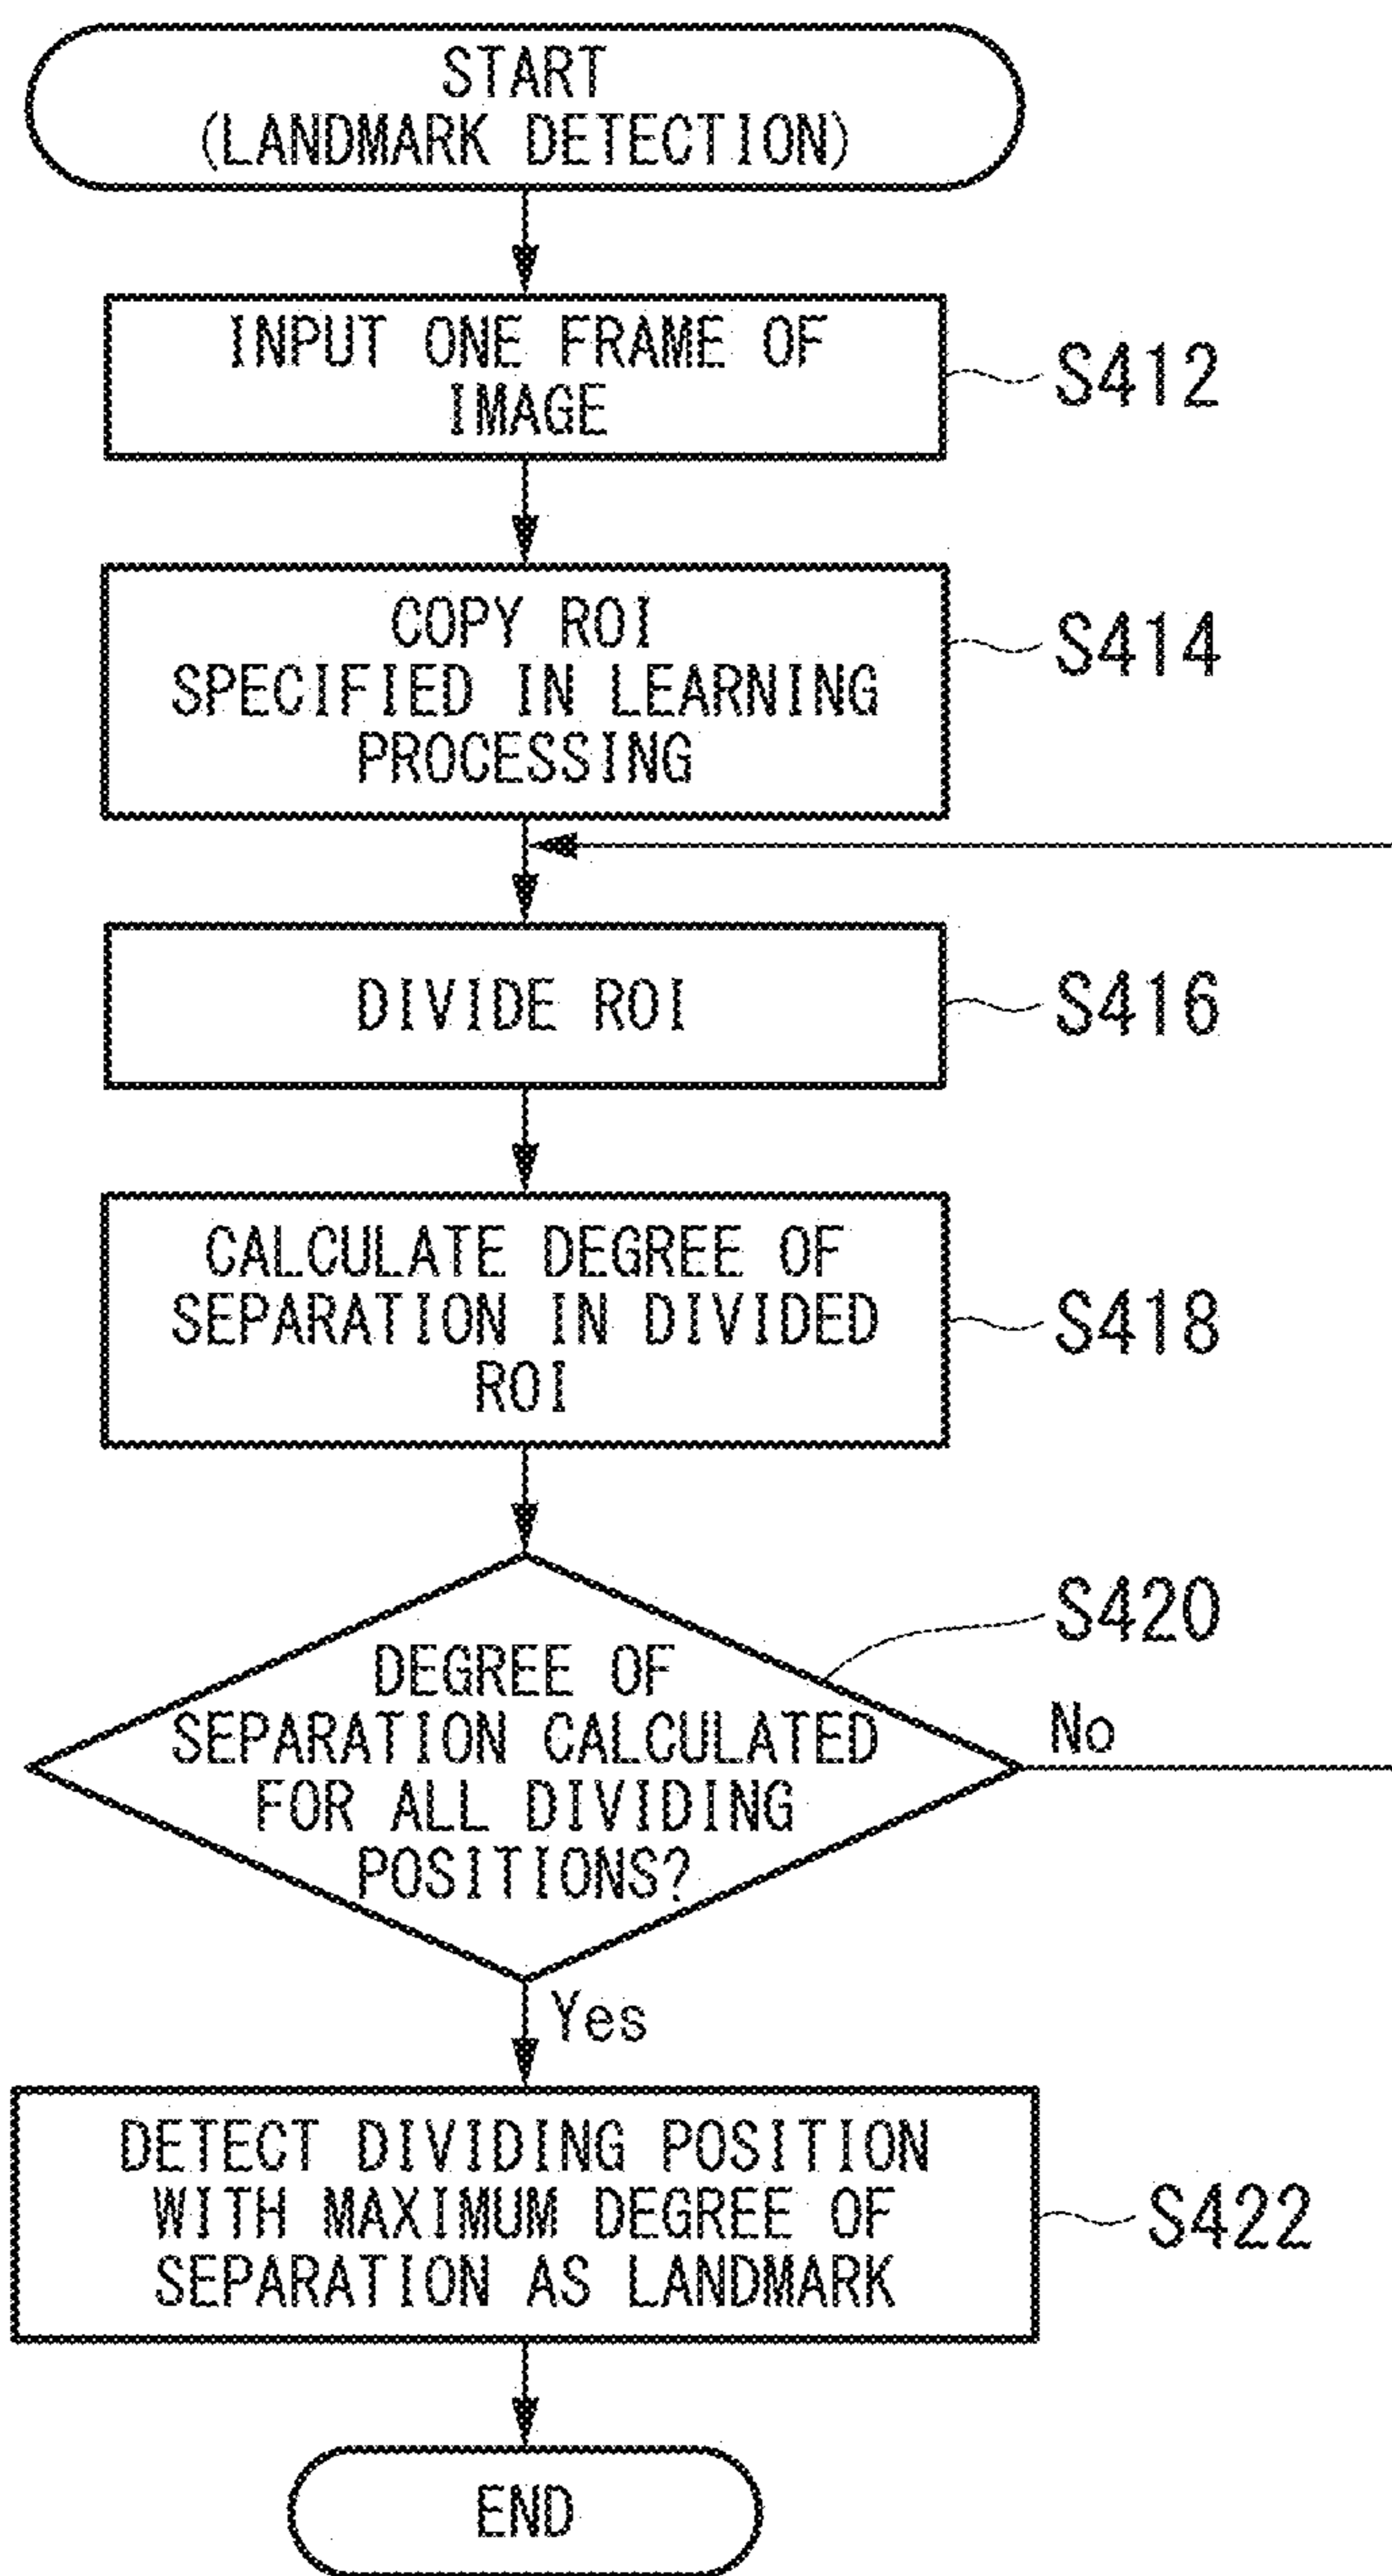 START
(LANDMARK DETECTION)
INPUT ONE FRAME OF
IMAGE
S412
COPY ROI
SPECIFIED IN LEARNING
PROCESSING
S414
DIVIDE ROI
S416
CALCULATE DEGREE OF
SEPARATION IN DIVIDED
ROI
S418
DEGREE OF
SEPARATION CALCULATED
FOR ALL DIVIDING
POSITIONS?
S420
No
Yes
DETECT DIVIDING POSITION
WITH MAXIMUM DEGREE OF
SEPARATION AS LANDMARK
S422
END